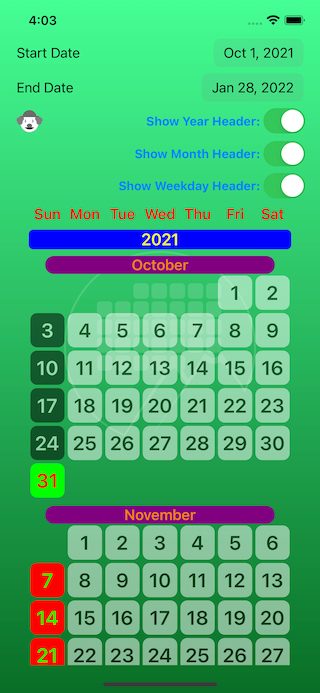 4:03
Start Date Oct 1, 2021
End Date Jan 28, 2022
Show Year Header:
Show Month Header:
Show Weekday Header:
Sun Mon Tue Wed Thu Fri Sat
2021
October
1 2
3 4 5 6 7 8 9
10 11 12 13 14 15 16
17 18 19 20 21 22 23
24 25 26 27 28 29 30
31
November
1 2 3 4 5 6
7 8 9 10 11 12 13
14 15 16 17 18 19 20
21 22 23 24 25 26 27